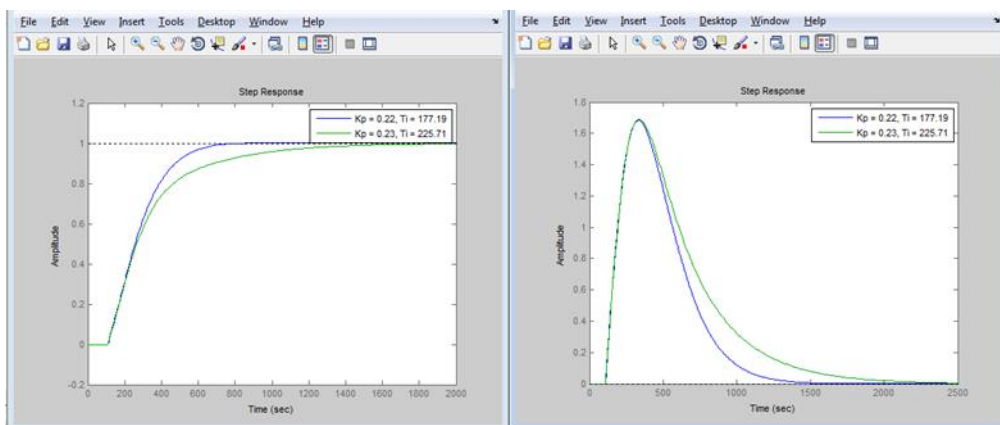 File Edit View Insert Tools Desktop Window Help
Step Response
Kp = 0.22, Ti = 177.19
Kp = 0.23, Ti = 225.71
1.2
1
0.8
0.6
0.4
0.2
0
-0.2
Amplitude
0 200 400 600 800 1000 1200 1400 1600 1800 2000
Time (sec)
File Edit View Insert Tools Desktop Window Help
Step Response
Kp = 0.22, Ti = 177.19
Kp = 0.23, Ti = 225.71
1.8
1.6
1.4
1.2
1
0.8
0.6
0.4
0.2
0
Amplitude
0 500 1000 1500 2000 2500
Time (sec)